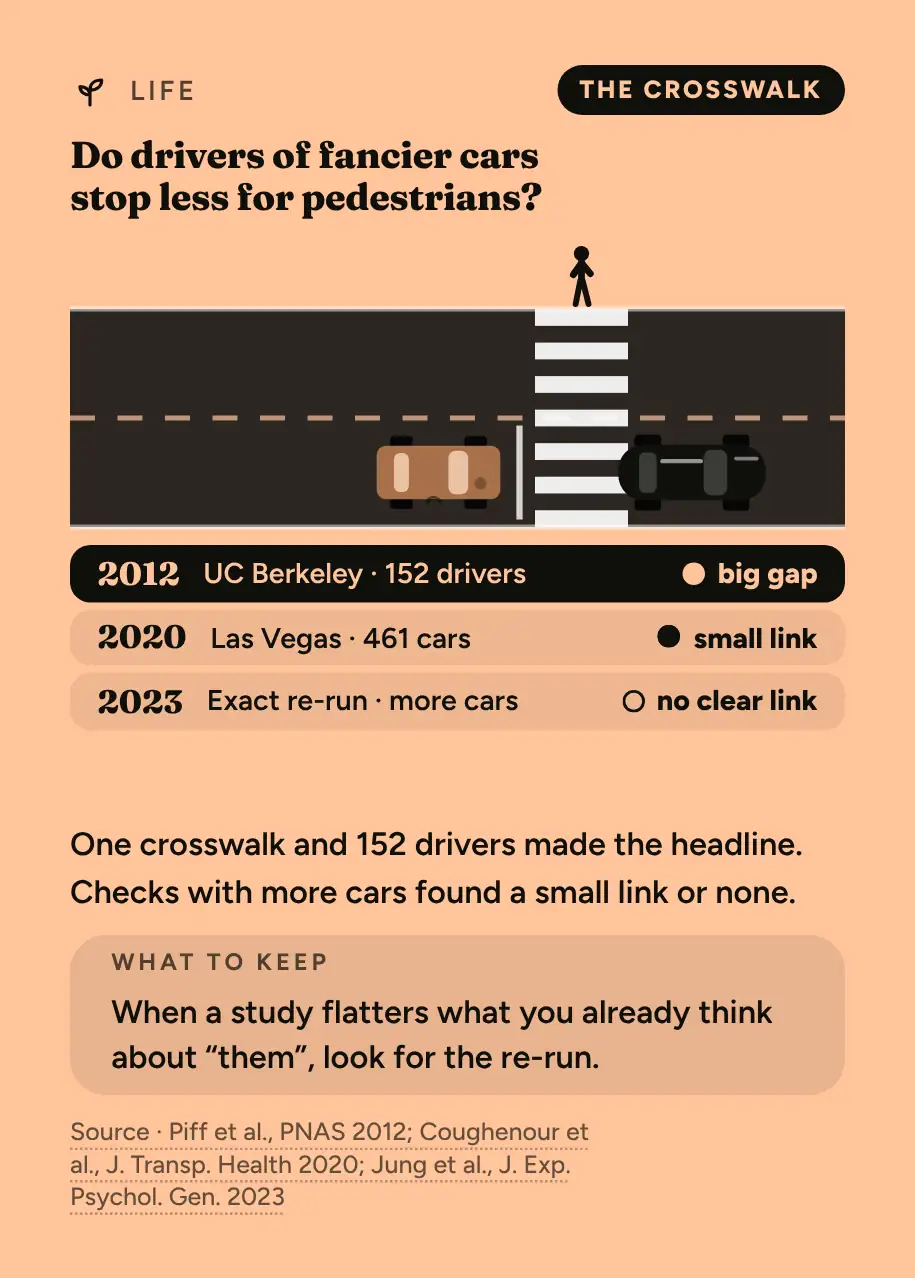 LIFE
THE CROSSWALK
Do drivers of fancier cars
stop less for pedestrians?
2012 UC Berkeley · 152 drivers big gap
2020 Las Vegas · 461 cars small link
2023 Exact re-run · more cars no clear link
One crosswalk and 152 drivers made the headline.
Checks with more cars found a small link or none.
WHAT TO KEEP
When a study flatters what you already think
about “them”, look for the re-run.
Source · Piff et al., PNAS 2012; Coughenour et
al., J. Transp. Health 2020; Jung et al., J. Exp.
Psychol. Gen. 2023